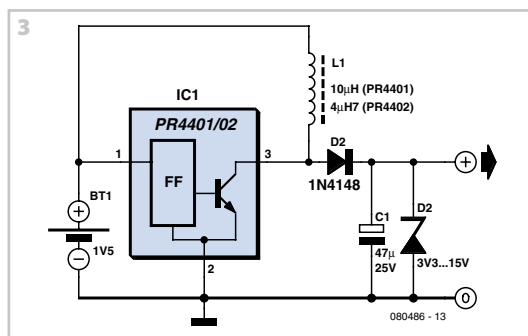 3
L1
10µH (PR4401)
4µH7 (PR4402)
IC1
PR4401/02
D2
1
3
FF
1N4148
BT1
C1
D2
47µ
25V
1V5
2
3V3...15V
0
080486 - 13